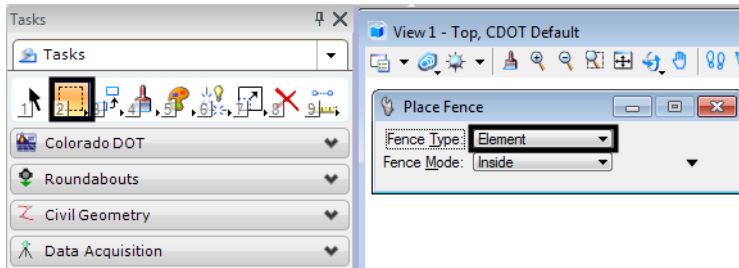 Tasks
Tasks
1 2 3 4 5 6 7 8 9
Colorado DOT
Roundabouts
Civil Geometry
Data Acquisition
View 1 - Top, CDOT Default
Place Fence
Fence Type: Element
Fence Mode: Inside